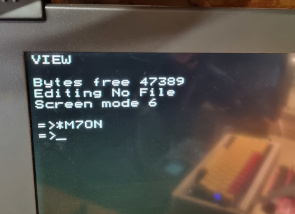 VIEW
Bytes free 47389
Editing No File
Screen mode 6
=>*M7ON
=>_